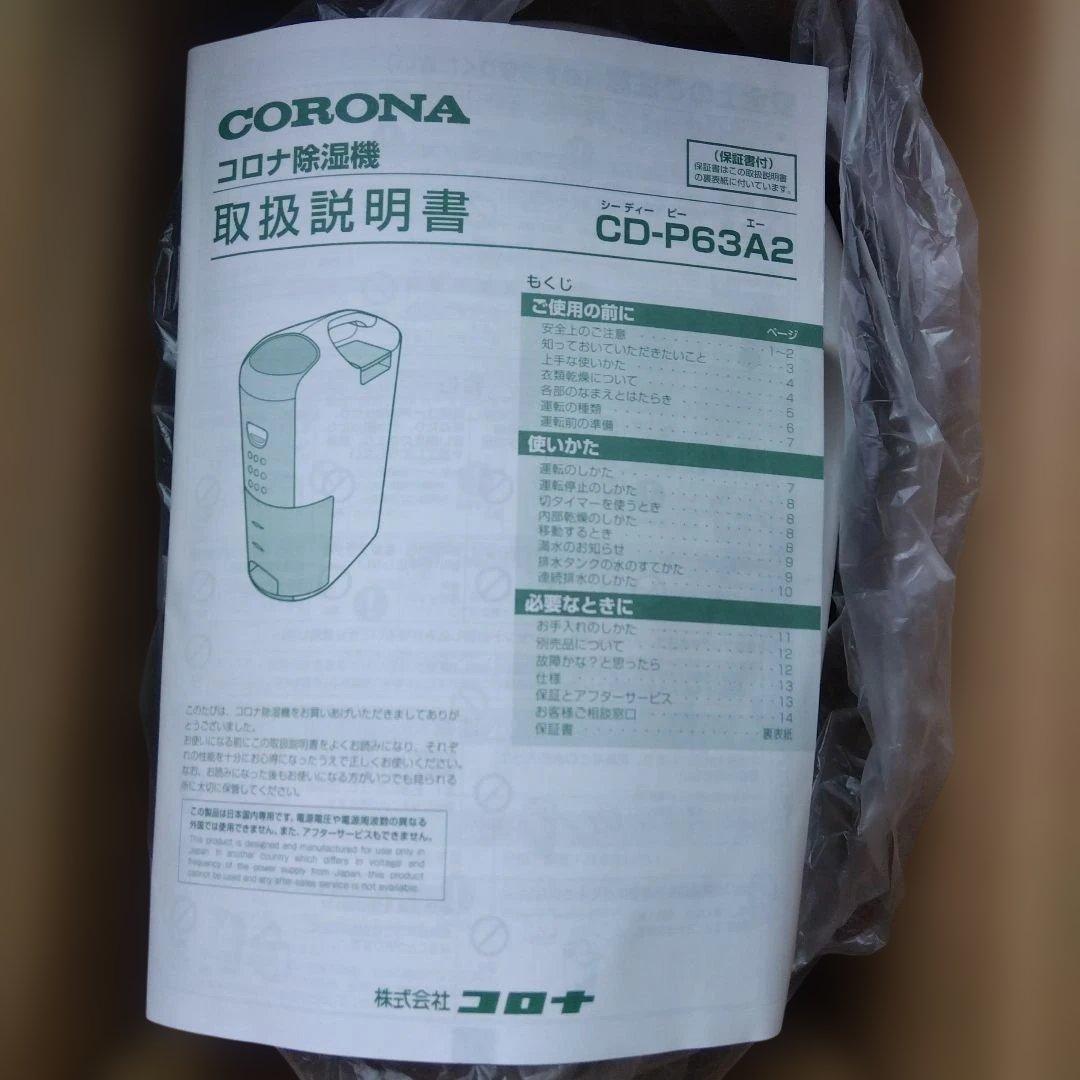 CORONA
コロナ除湿機
取扱説明書
(保証書付)
保証書はこの取扱説明書
の裏表紙に付いています。
シー ディー ピー エー
CD-P63A2
もくじ
ご使用の前に ページ
安全上のご注意 1~2
知っておいていただきたいこと 3
上手な使いかた 4
衣類乾燥について 4
各部のなまえとはたらき 5
運転の種類 6
運転前の準備 7
使いかた
運転のしかた 7
運転停止のしかた 8
切タイマーを使うとき 8
内部乾燥のしかた 8
移動するとき 8
満水のお知らせ 9
排水タンクの水のすてかた 9
連続排水のしかた 10
必要なときに
お手入れのしかた 11
別売品について 12
故障かな?と思ったら 12
仕様 13
保証とアフターサービス 13
お客様ご相談窓口 14
保証書 裏表紙
このたびは、コロナ除湿機をお買いあげいただきましてありが
とうございました。
お使いになる前にこの取扱説明書をよくお読みになり、それぞ
れの性能を十分にお心得になったうえで正しくお使いください。
なお、お読みになった後もお使いになる方がいつでも見られる
所に大切に保管してください。
この製品は日本国内専用です。電源電圧や電源周波数の異なる
外国では使用できません。また、アフターサービスもできません。
This product is designed and manufactured for use only in
Japan. In another country which differs in voltage and
frequency of the power supply from Japan, this product
cannot be used and any after-sales service is not available.
株式会社 コロナ